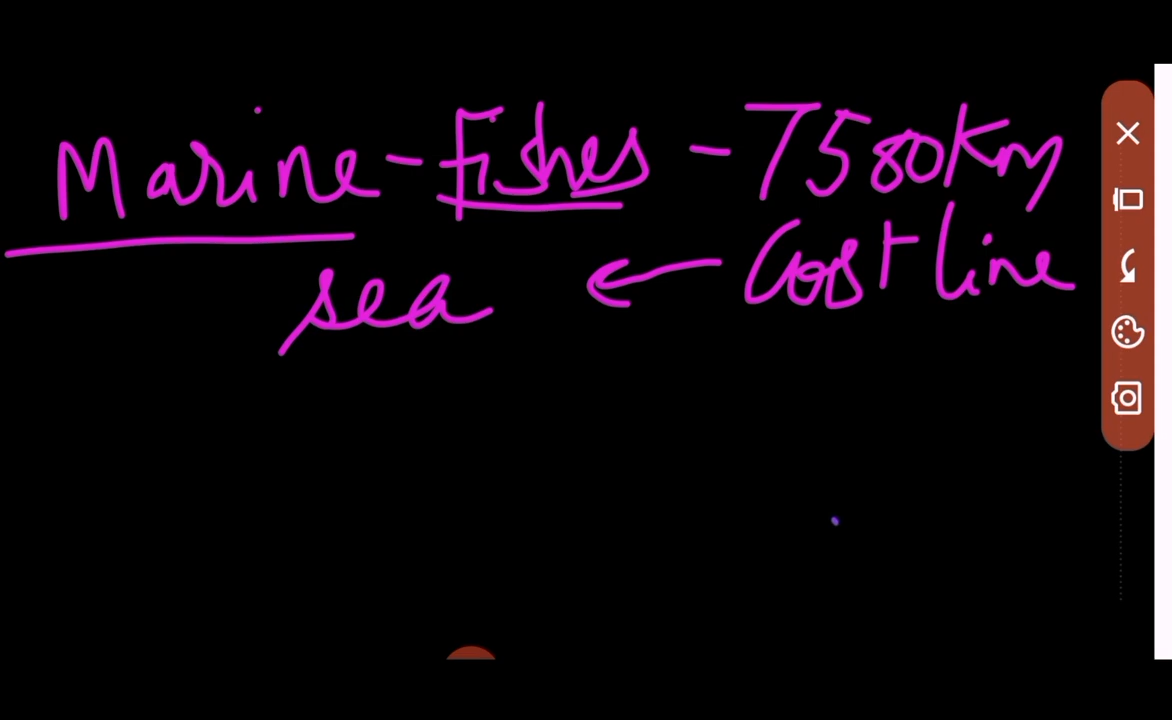 Marine - Fishes - 7580km
sea ← Cost line